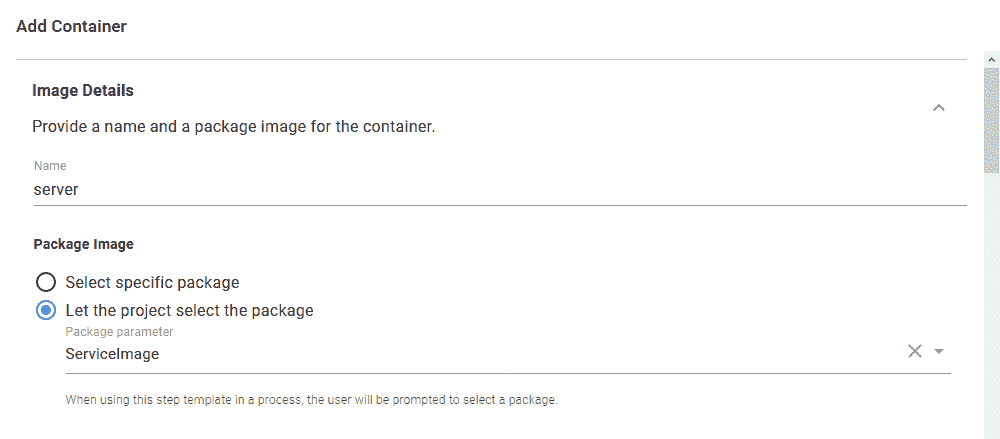 Add Container
Image Details
Provide a name and a package image for the container.
Name
server
Package Image
Select specific package
Let the project select the package
Package parameter
ServiceImage
When using this step template in a process, the user will be prompted to select a package.